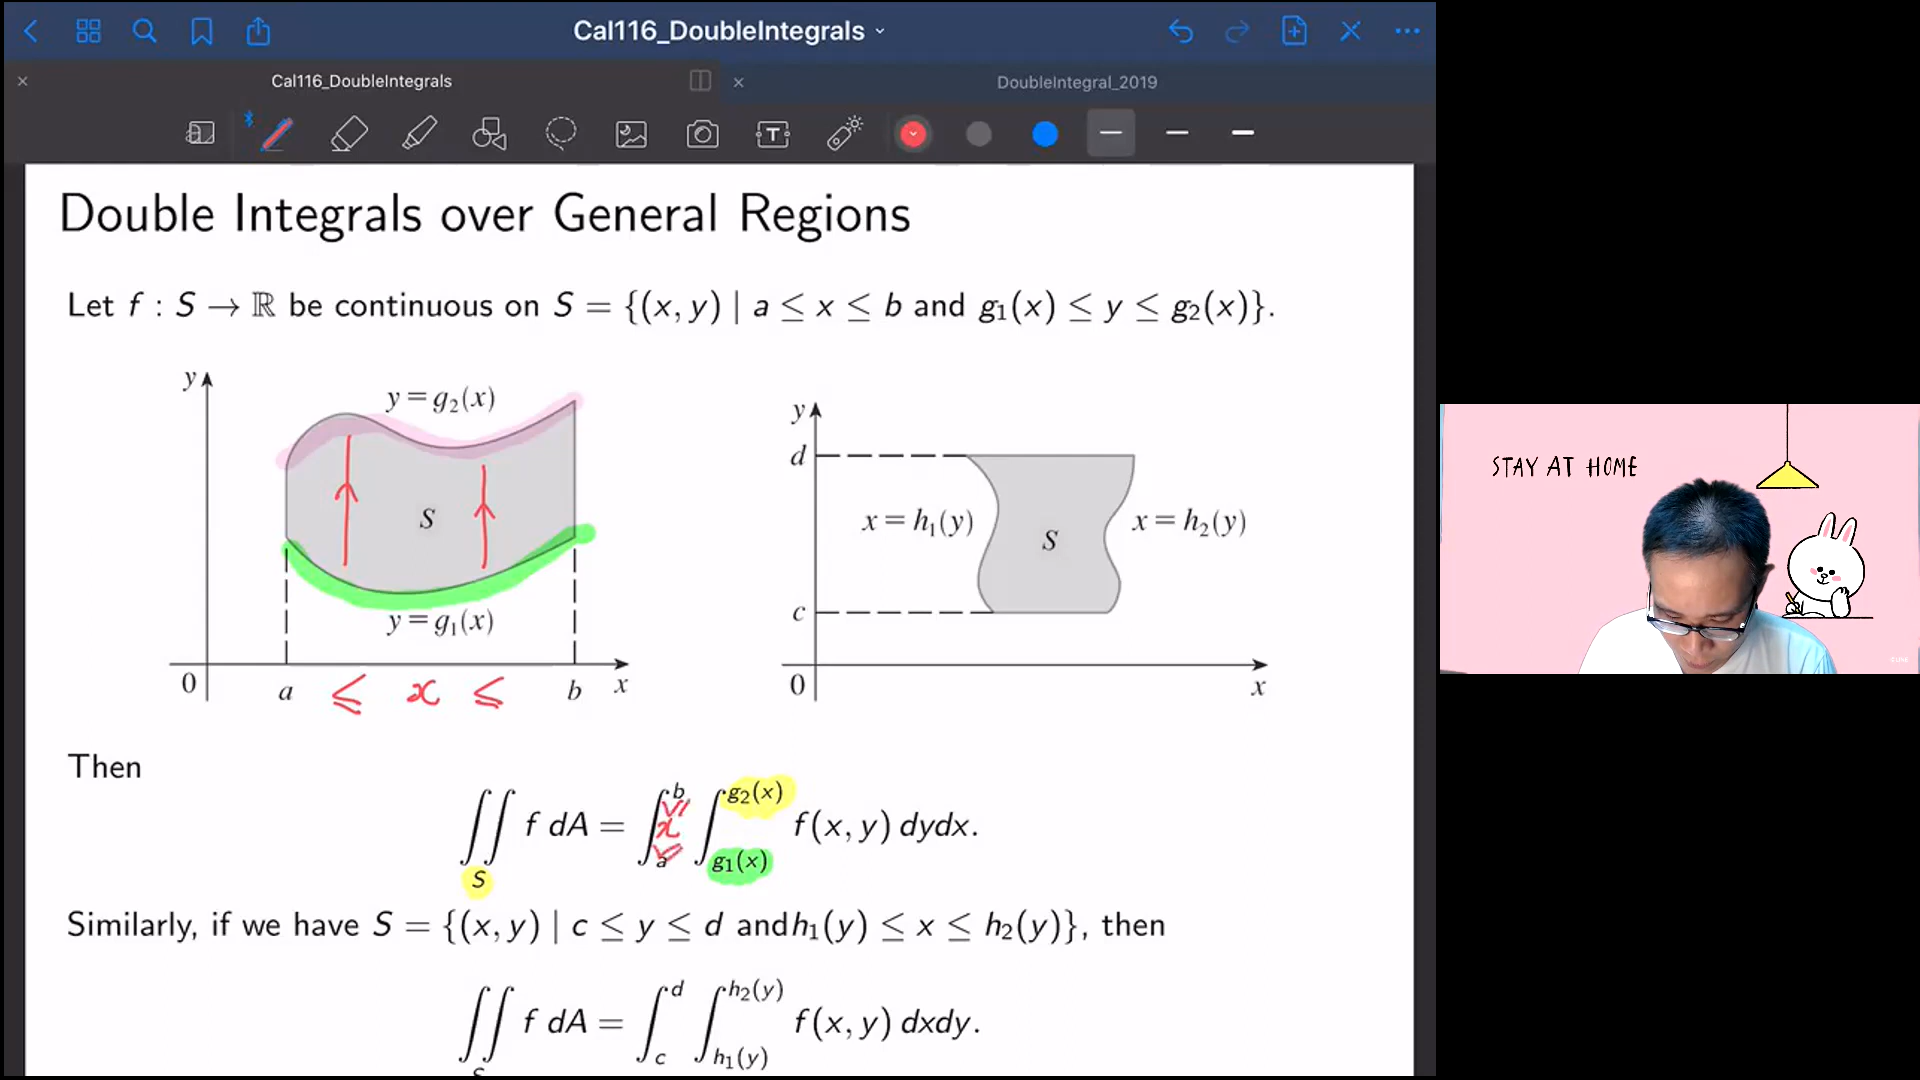 Cal116_DoubleIntegrals
Cal116_DoubleIntegrals
DoubleIntegral_2019
T
Double Integrals over General Regions
Let f : S → ℝ be continuous on S = {(x, y) | a ≤ x ≤ b and g₁(x) ≤ y ≤ g₂(x)}.
y
y = g₂(x)
S
y = g₁(x)
0 a ≤ x ≤ b x
y
d
x = h₁(y) S x = h₂(y)
c
0 x
Then
∬_S f dA = ∫_{a ≤ x ≤}^{b} ∫_{g₁(x)}^{g₂(x)} f(x, y) dydx.
Similarly, if we have S = {(x, y) | c ≤ y ≤ d andh₁(y) ≤ x ≤ h₂(y)}, then
∬_S f dA = ∫_{c}^{d} ∫_{h₁(y)}^{h₂(y)} f(x, y) dxdy.
STAY AT HOME